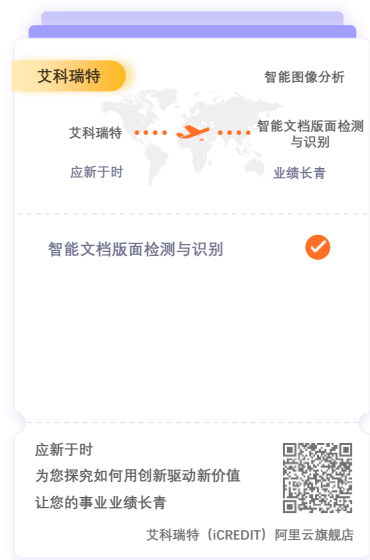 艾科瑞特
智能图像分析
艾科瑞特
智能文档版面检测
与识别
应新于时
业绩长青
智能文档版面检测与识别
应新于时
为您探究如何用创新驱动新价值
让您的事业业绩长青
艾科瑞特（iCREDIT）阿里云旗舰店